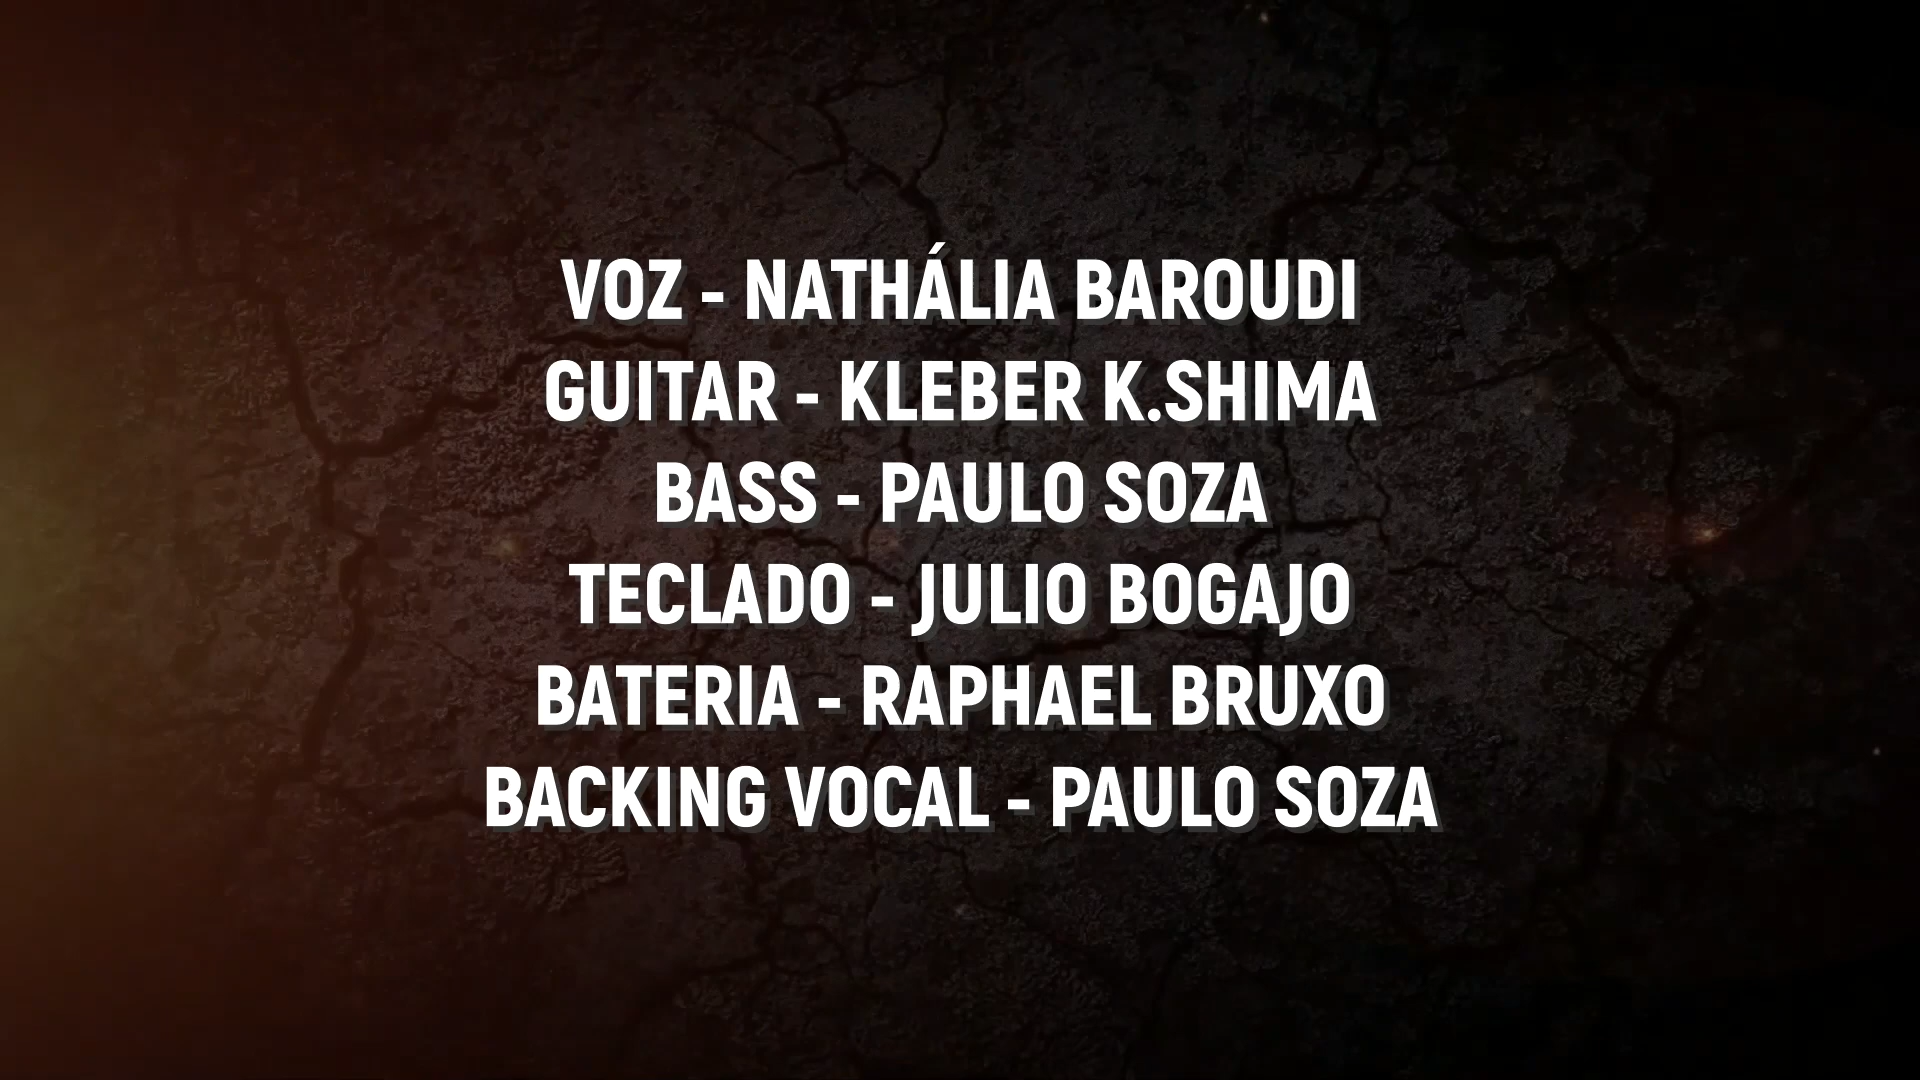 VOZ - NATHÁLIA BAROUDI
GUITAR - KLEBER K.SHIMA
BASS - PAULO SOZA
TECLADO - JULIO BOGAJO
BATERIA - RAPHAEL BRUXO
BACKING VOCAL - PAULO SOZA